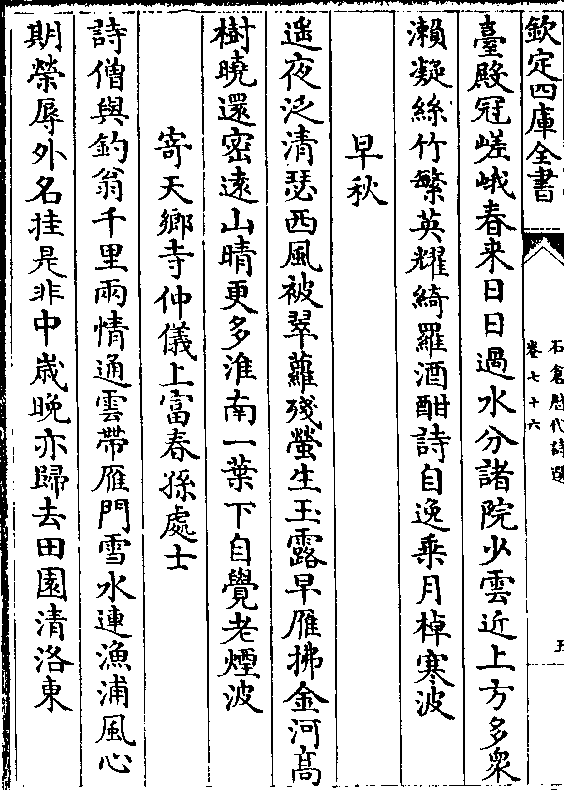 欽定四庫全書
石倉歷代詩選
卷七十六
五
臺殿冠嵯峨春来日日過水分諸院少雲近上方多衆
瀨凝絲竹繁英耀綺羅酒酣詩自逸乗月棹寒波
早秋
遥夜泛清瑟西風被翠蘿殘螢生玉露早雁拂金河髙
樹曉還密逺山晴更多淮南一葉下自覺老煙波
寄天鄉寺仲儀上富春孫處士
詩僧與釣翁千里兩情通雲帶雁門雪水連漁浦風心
期榮辱外名挂是非中歳晚亦歸去田園清洛東